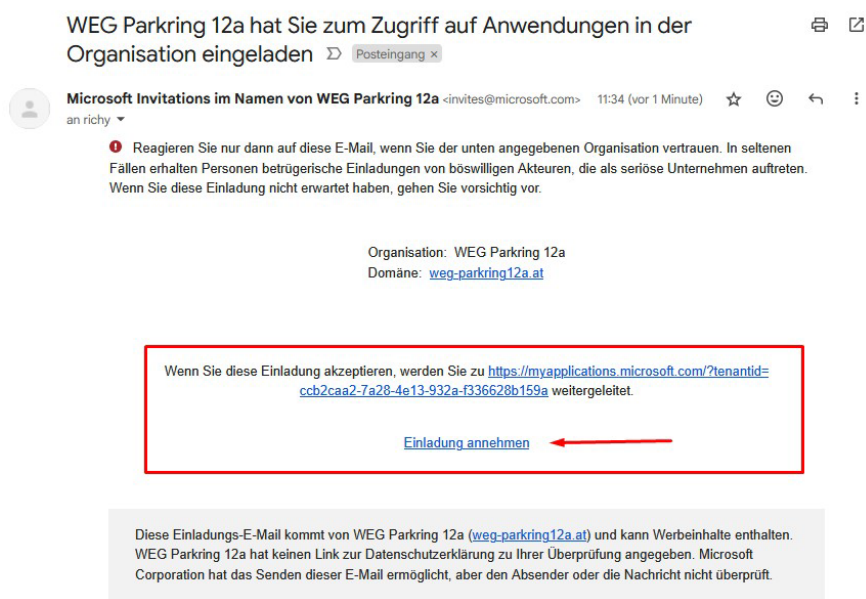 WEG Parkring 12a hat Sie zum Zugriff auf Anwendungen in der
Organisation eingeladen Posteingang ×
Microsoft Invitations im Namen von WEG Parkring 12a <invites@microsoft.com> 11:34 (vor 1 Minute)
an richy
Reagieren Sie nur dann auf diese E-Mail, wenn Sie der unten angegebenen Organisation vertrauen. In seltenen
Fällen erhalten Personen betrügerische Einladungen von böswilligen Akteuren, die als seriöse Unternehmen auftreten.
Wenn Sie diese Einladung nicht erwartet haben, gehen Sie vorsichtig vor.
Organisation: WEG Parkring 12a
Domäne: weg-parkring12a.at
Wenn Sie diese Einladung akzeptieren, werden Sie zu https://myapplications.microsoft.com/?tenantid=
ccb2caa2-7a28-4e13-932a-f336628b159a weitergeleitet.
Einladung annehmen
Diese Einladungs-E-Mail kommt von WEG Parkring 12a (weg-parkring12a.at) und kann Werbeinhalte enthalten.
WEG Parkring 12a hat keinen Link zur Datenschutzerklärung zu Ihrer Überprüfung angegeben. Microsoft
Corporation hat das Senden dieser E-Mail ermöglicht, aber den Absender oder die Nachricht nicht überprüft.